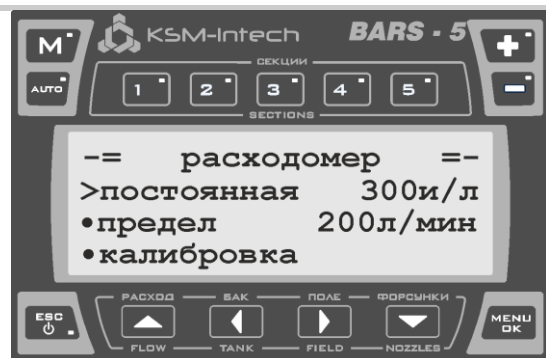 M
KSM-Intech
BARS - 5
+
AUTO
СЕКЦИИ
1 2 3 4 5
SECTIONS
-
-= расходомер =-
>постоянная 300и/л
•предел 200л/мин
•калибровка
ESC
РАСХОД БАК ПОЛЕ ФОРСУНКИ
FLOW TANK FIELD NOZZLES
MENU
OK